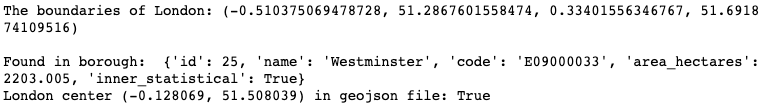 The boundaries of London: (-0.510375069478728, 51.2867601558474, 0.33401556346767, 51.6918
74109516)
Found in borough:  {'id': 25, 'name': 'Westminster', 'code': 'E09000033', 'area_hectares':
2203.005, 'inner_statistical': True}
London center (-0.128069, 51.508039) in geojson file: True